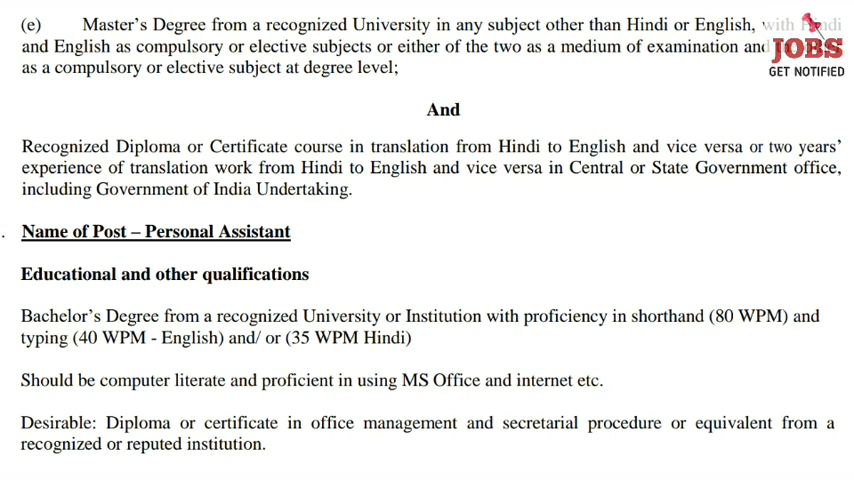 (e) Master's Degree from a recognized University in any subject other than Hindi or English, with Hindi
and English as compulsory or elective subjects or either of the two as a medium of examination and
as a compulsory or elective subject at degree level;
JOBS
GET NOTIFIED
And
Recognized Diploma or Certificate course in translation from Hindi to English and vice versa or two years'
experience of translation work from Hindi to English and vice versa in Central or State Government office,
including Government of India Undertaking.
. Name of Post – Personal Assistant
Educational and other qualifications
Bachelor's Degree from a recognized University or Institution with proficiency in shorthand (80 WPM) and
typing (40 WPM - English) and/ or (35 WPM Hindi)
Should be computer literate and proficient in using MS Office and internet etc.
Desirable: Diploma or certificate in office management and secretarial procedure or equivalent from a
recognized or reputed institution.